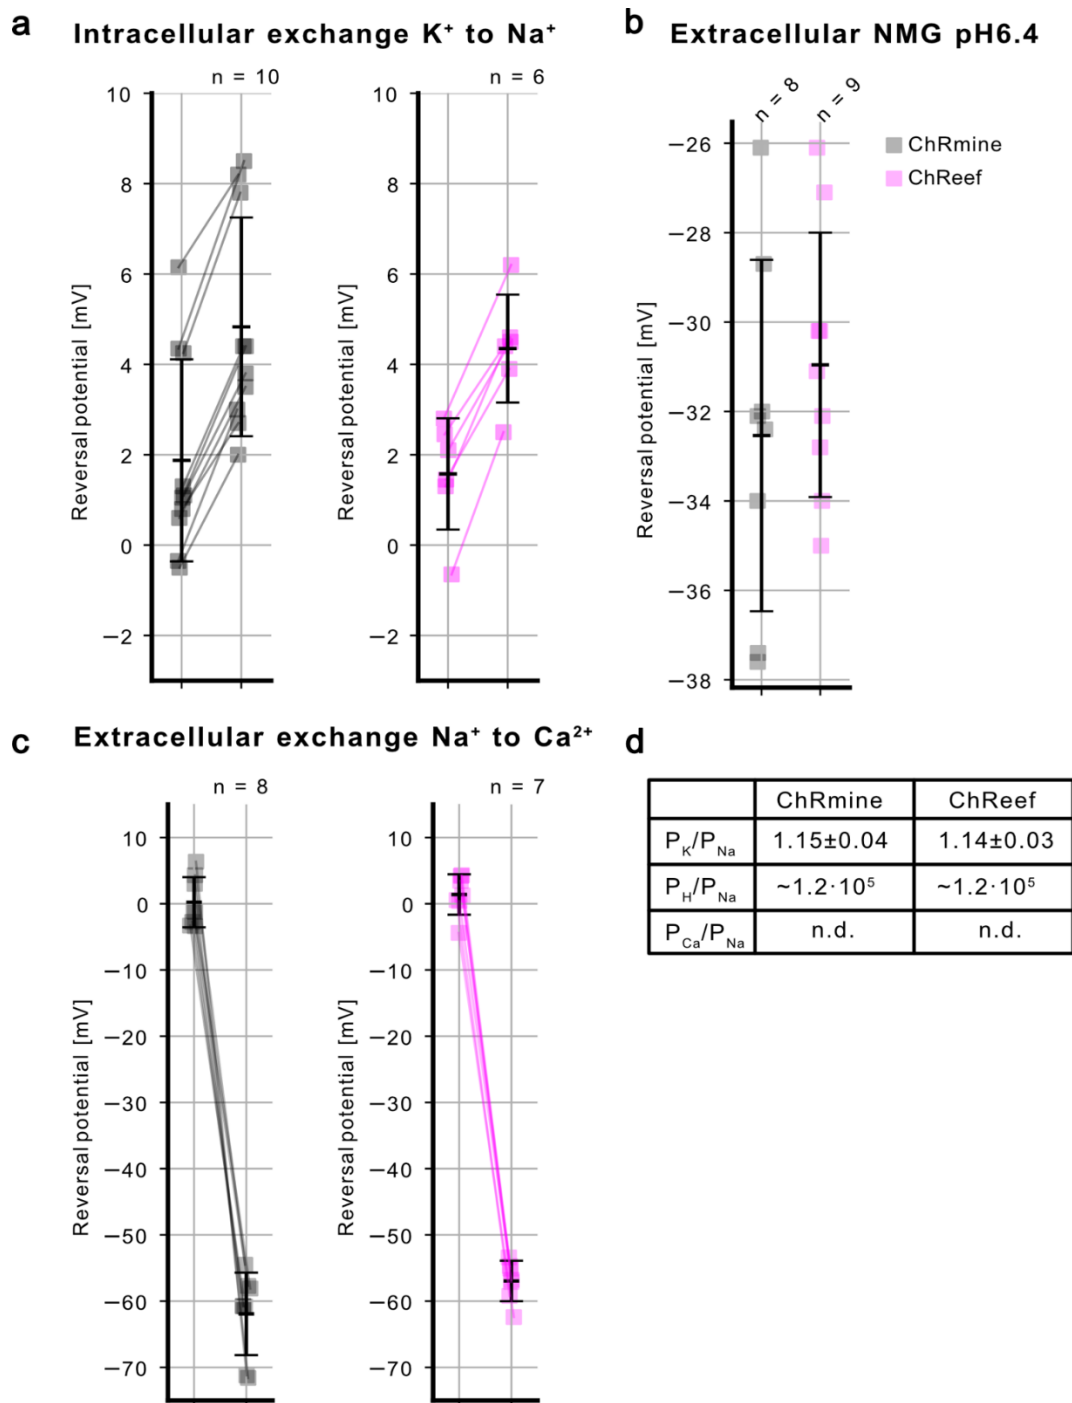 a
Intracellular exchange K⁺ to Na⁺
n = 10
10
8
6
4
2
0
−2
Reversal potential [mV]
n = 6
10
8
6
4
2
0
−2
Reversal potential [mV]
b
Extracellular NMG pH6.4
n = 8
n = 9
−26
−28
−30
−32
−34
−36
−38
Reversal potential [mV]
ChRmine
ChReef
c
Extracellular exchange Na⁺ to Ca²⁺
n = 8
10
0
−10
−20
−30
−40
−50
−60
−70
Reversal potential [mV]
n = 7
10
0
−10
−20
−30
−40
−50
−60
−70
Reversal potential [mV]
d
ChRmine ChReef
P_K/P_Na 1.15±0.04 1.14±0.03
P_H/P_Na ~1.2·10⁵ ~1.2·10⁵
P_Ca/P_Na n.d. n.d.